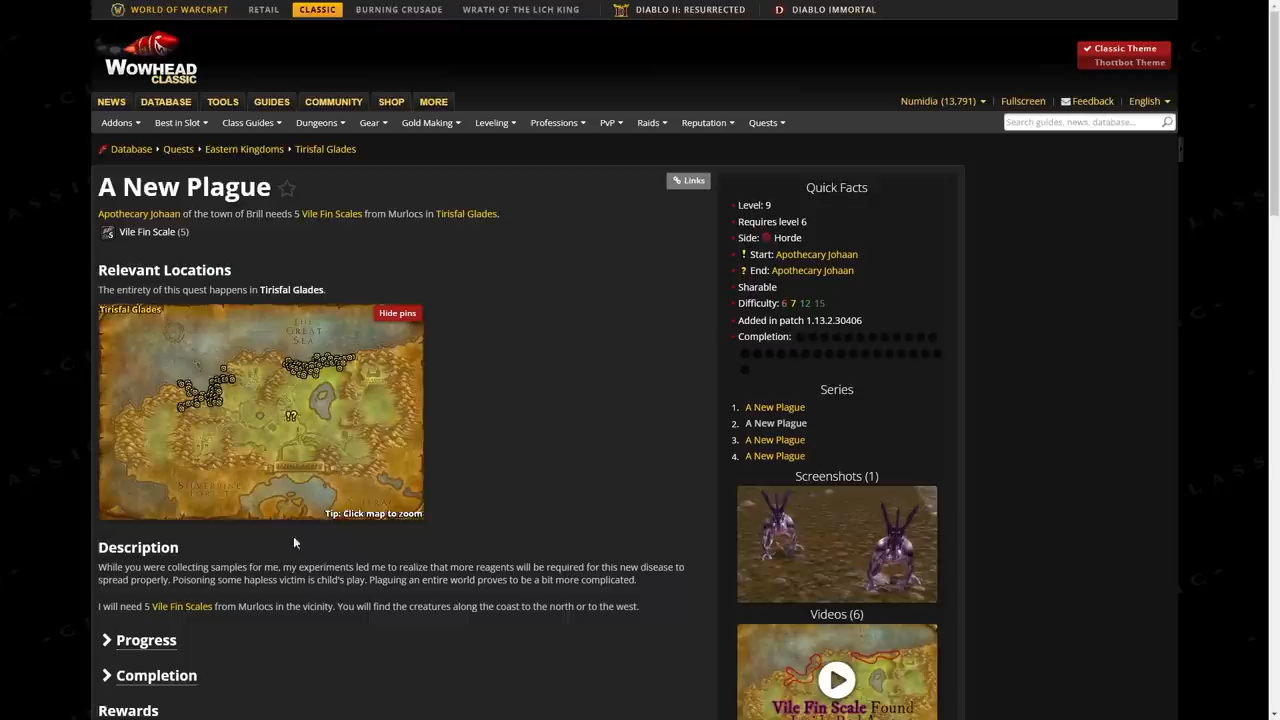 WORLD OF WARCRAFT RETAIL CLASSIC BURNING CRUSADE WRATH OF THE LICH KING DIABLO II: RESURRECTED DIABLO IMMORTAL
WOWHEAD CLASSIC
Classic Theme
Thottbot Theme
NEWS DATABASE TOOLS GUIDES COMMUNITY SHOP MORE
Numidia (13,791) Fullscreen Feedback English
Addons Best in Slot Class Guides Dungeons Gear Gold Making Leveling Professions PvP Raids Reputation Quests
Search guides, news, database...
Database Quests Eastern Kingdoms Tirisfal Glades
A New Plague
Links
Apothecary Johaan of the town of Brill needs 5 Vile Fin Scales from Murlocs in Tirisfal Glades.
Vile Fin Scale (5)
Relevant Locations
The entirety of this quest happens in Tirisfal Glades.
Tirisfal Glades
Hide pins
THE
GREAT
SEA
!?
SILVERPINE
FOREST
Tip: Click map to zoom
Description
While you were collecting samples for me, my experiments led me to realize that more reagents will be required for this new disease to
spread properly. Poisoning some hapless victim is child's play. Plaguing an entire world proves to be a bit more complicated.
I will need 5 Vile Fin Scales from Murlocs in the vicinity. You will find the creatures along the coast to the north or to the west.
Progress
Completion
Rewards
Quick Facts
Level: 9
Requires level 6
Side: Horde
! Start: Apothecary Johaan
? End: Apothecary Johaan
Sharable
Difficulty: 6 7 12 15
Added in patch 1.13.2.30406
Completion:
Series
1. A New Plague
2. A New Plague
3. A New Plague
4. A New Plague
Screenshots (1)
Videos (6)
Vile Fin Scale Found